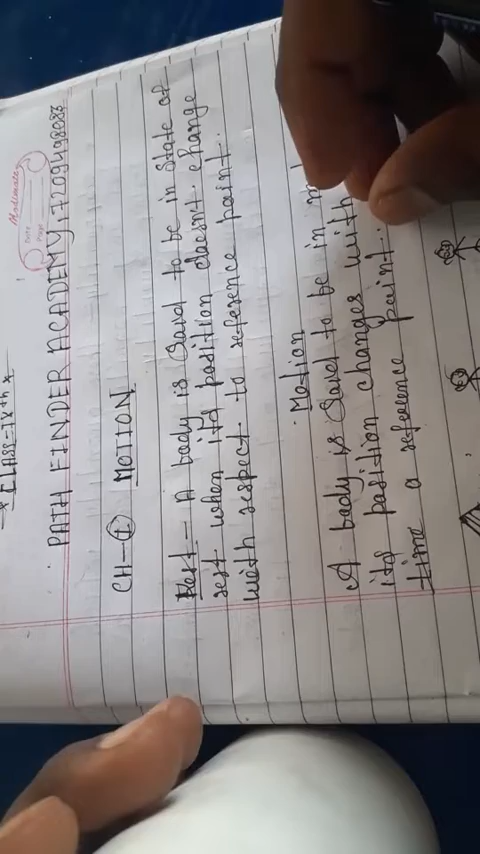 CLASS-IXth
Date
Page
PATH FINDER ACADEMY,
CH-① MOTION
Rest - A body is Said to be in State of
rest when its position doesn't change
with respect to reference point.
Motion
A body is Said to be in
its position changes with
time a reference point.